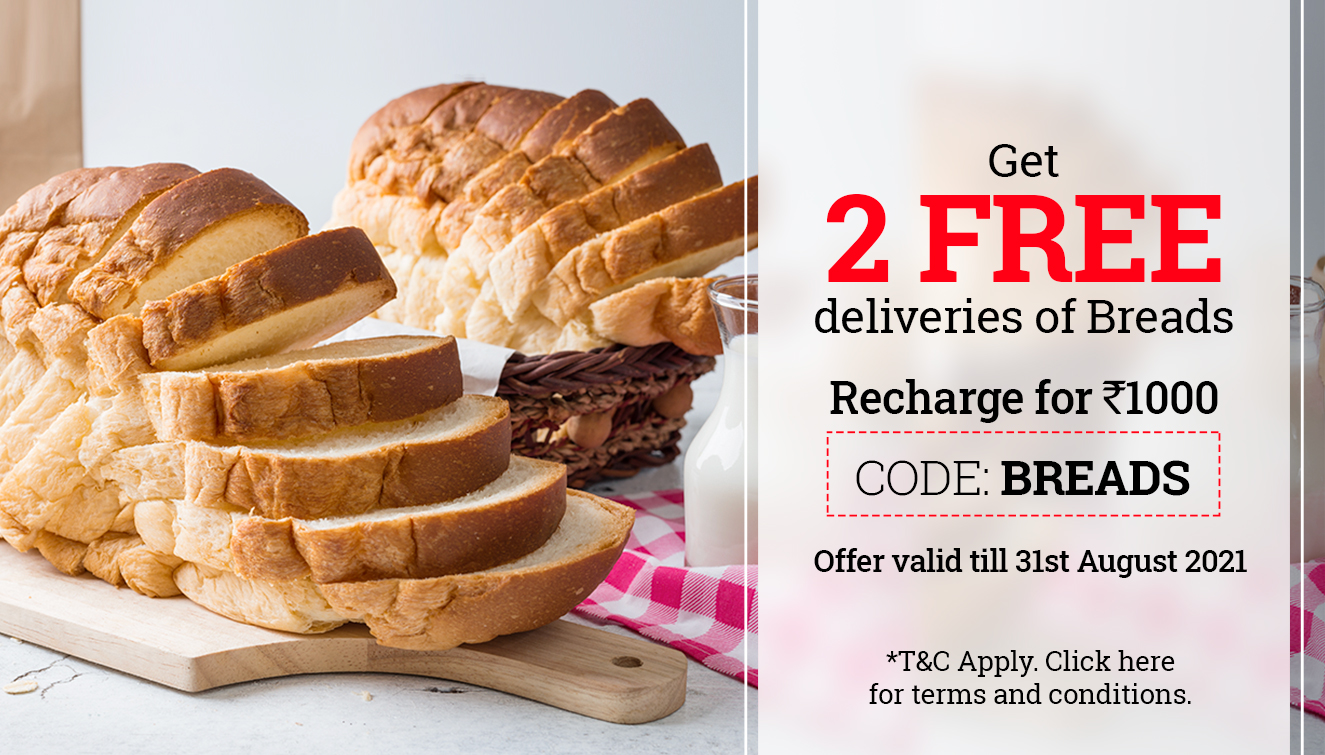 Get
2 FREE
deliveries of Breads
Recharge for ₹1000
CODE: BREADS
Offer valid till 31st August 2021
*T&C Apply. Click here
for terms and conditions.